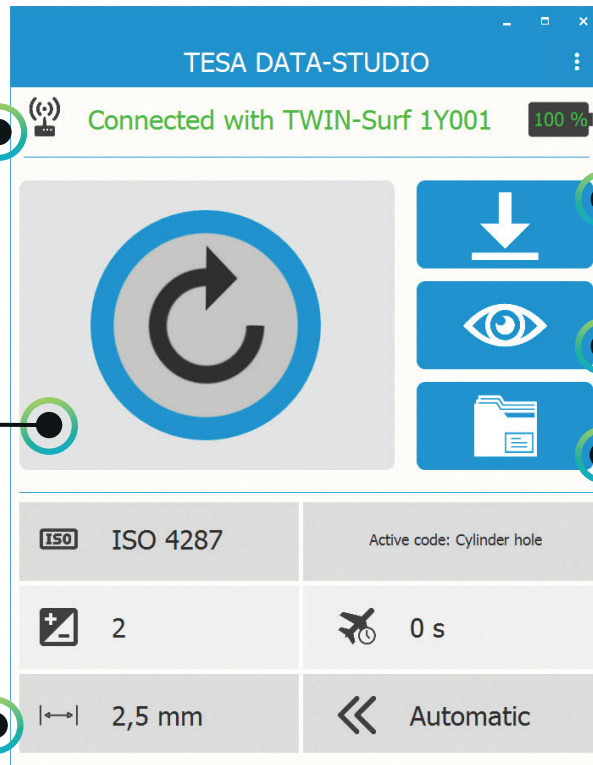 TESA DATA-STUDIO
Connected with TWIN-Surf 1Y001
100 %
ISO
ISO 4287
Active code: Cylinder hole
2
0 s
2,5 mm
Automatic